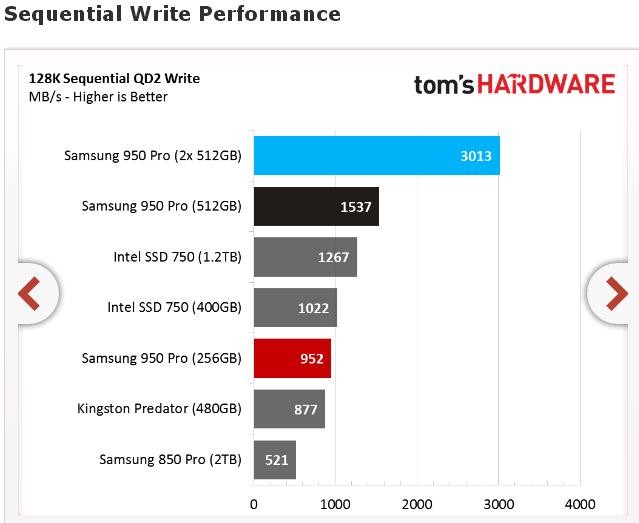 Sequential Write Performance
128K Sequential QD2 Write
MB/s - Higher is Better
tom's HARDWARE
Samsung 950 Pro (2x 512GB) 3013
Samsung 950 Pro (512GB) 1537
Intel SSD 750 (1.2TB) 1267
Intel SSD 750 (400GB) 1022
Samsung 950 Pro (256GB) 952
Kingston Predator (480GB) 877
Samsung 850 Pro (2TB) 521
0 1000 2000 3000 4000